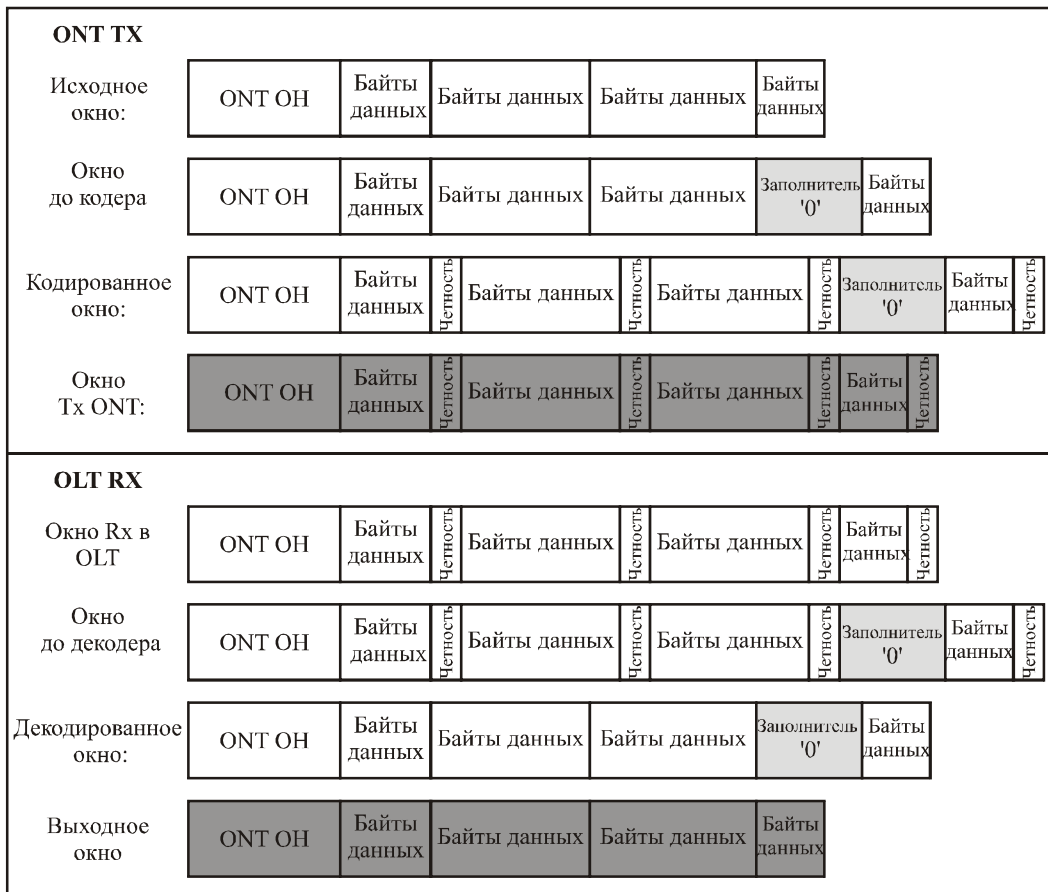 ONT TX
Исходное
окно:
ONT OH
Байты
данных
Байты данных
Байты данных
Байты
данных
Окно
до кодера
ONT OH
Байты
данных
Байты данных
Байты данных
Заполнитель
'0'
Байты
данных
Кодированное
окно:
ONT OH
Байты
данных
Четность
Байты данных
Четность
Байты данных
Четность
Заполнитель
'0'
Байты
данных
Четность
Окно
Tx ONT:
ONT OH
Байты
данных
Четность
Байты данных
Четность
Байты данных
Четность
Байты
данных
Четность
OLT RX
Окно Rx в
OLT
ONT OH
Байты
данных
Четность
Байты данных
Четность
Байты данных
Четность
Байты
данных
Четность
Окно
до декодера
ONT OH
Байты
данных
Четность
Байты данных
Четность
Байты данных
Четность
Заполнитель
'0'
Байты
данных
Четность
Декодированное
окно:
ONT OH
Байты
данных
Байты данных
Байты данных
Заполнитель
'0'
Байты
данных
Выходное
окно
ONT OH
Байты
данных
Байты данных
Байты данных
Байты
данных